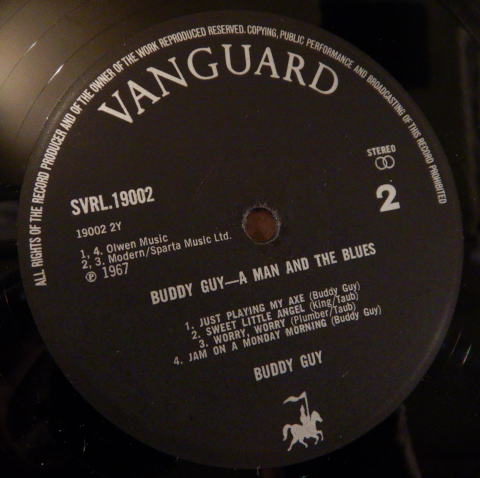 ALL RIGHTS OF THE RECORD PRODUCER AND OF THE OWNER OF THE WORK REPRODUCED RESERVED. COPYING, PUBLIC PERFORMANCE AND BROADCASTING OF THIS RECORD PROHIBITED
VANGUARD
STEREO
SVRL.19002
2
19002 2Y
1, 4. Olwen Music
2, 3. Modern/Sparta Music Ltd.
℗ 1967
BUDDY GUY—A MAN AND THE BLUES
1. JUST PLAYING MY AXE (Buddy Guy)
2. SWEET LITTLE ANGEL (King/Taub)
3. WORRY, WORRY (Plumber/Taub)
4. JAM ON A MONDAY MORNING (Buddy Guy)
BUDDY GUY